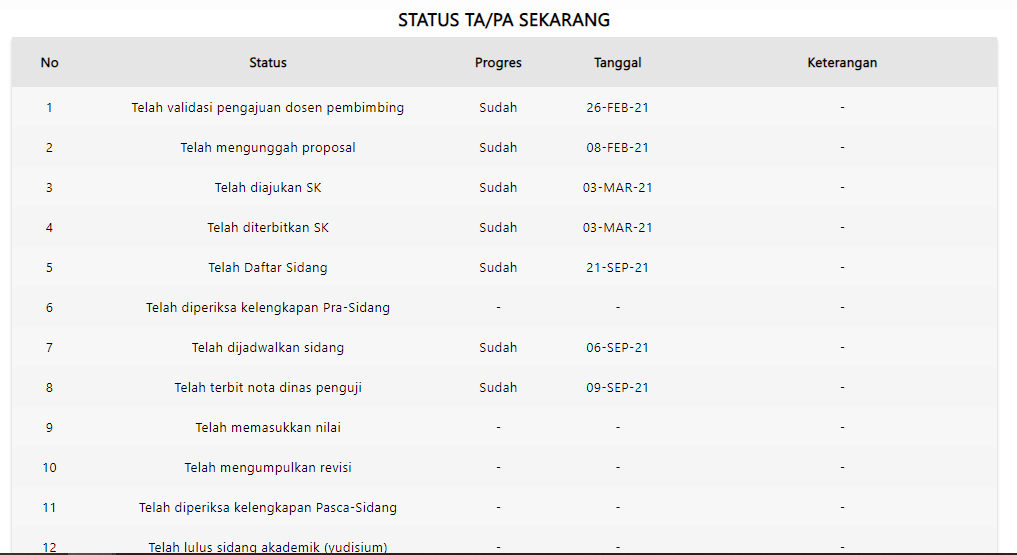 STATUS TA/PA SEKARANG
No Status Progres Tanggal Keterangan
1 Telah validasi pengajuan dosen pembimbing Sudah 26-FEB-21 -
2 Telah mengunggah proposal Sudah 08-FEB-21 -
3 Telah diajukan SK Sudah 03-MAR-21 -
4 Telah diterbitkan SK Sudah 03-MAR-21 -
5 Telah Daftar Sidang Sudah 21-SEP-21 -
6 Telah diperiksa kelengkapan Pra-Sidang - - -
7 Telah dijadwalkan sidang Sudah 06-SEP-21 -
8 Telah terbit nota dinas penguji Sudah 09-SEP-21 -
9 Telah memasukkan nilai - - -
10 Telah mengumpulkan revisi - - -
11 Telah diperiksa kelengkapan Pasca-Sidang - - -
12 Telah lulus sidang akademik (yudisium) - - -